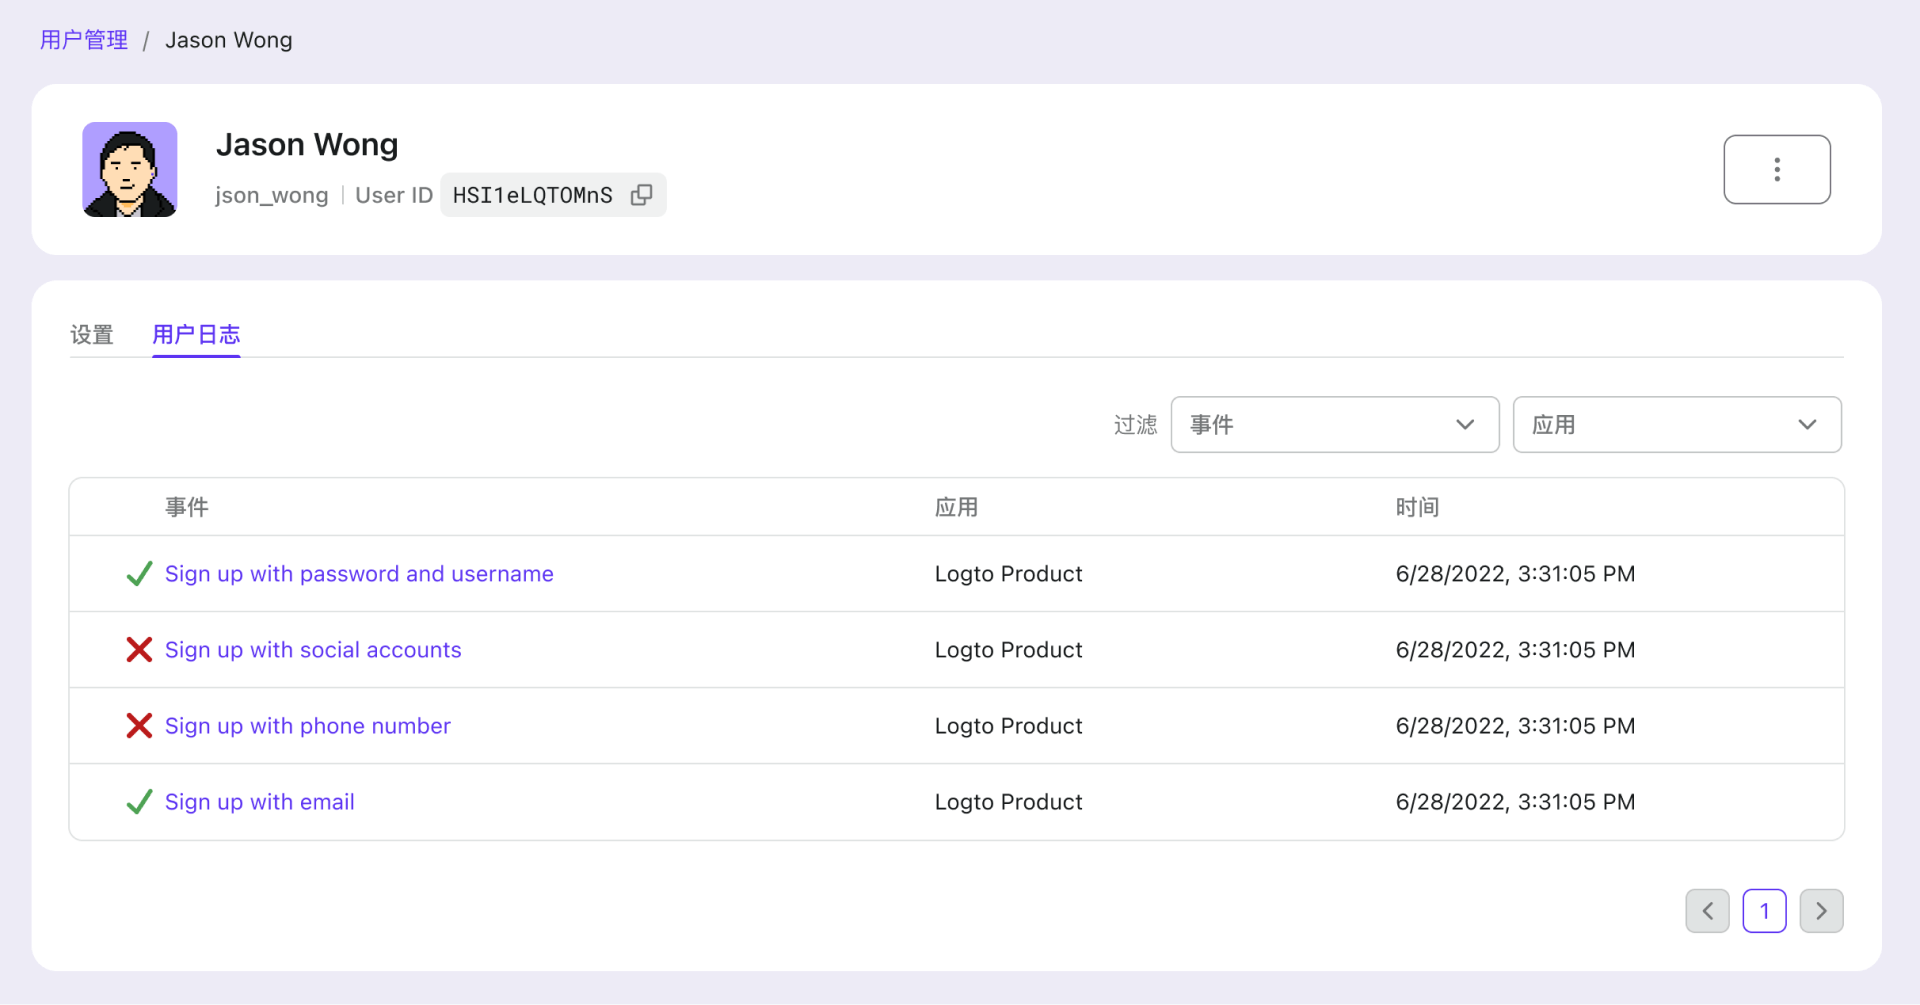 用户管理 / Jason Wong
Jason Wong
json_wong | User ID HSI1eLQTOMnS
设置 用户日志
过滤 事件 应用
事件 应用 时间
Sign up with password and username Logto Product 6/28/2022, 3:31:05 PM
Sign up with social accounts Logto Product 6/28/2022, 3:31:05 PM
Sign up with phone number Logto Product 6/28/2022, 3:31:05 PM
Sign up with email Logto Product 6/28/2022, 3:31:05 PM
1